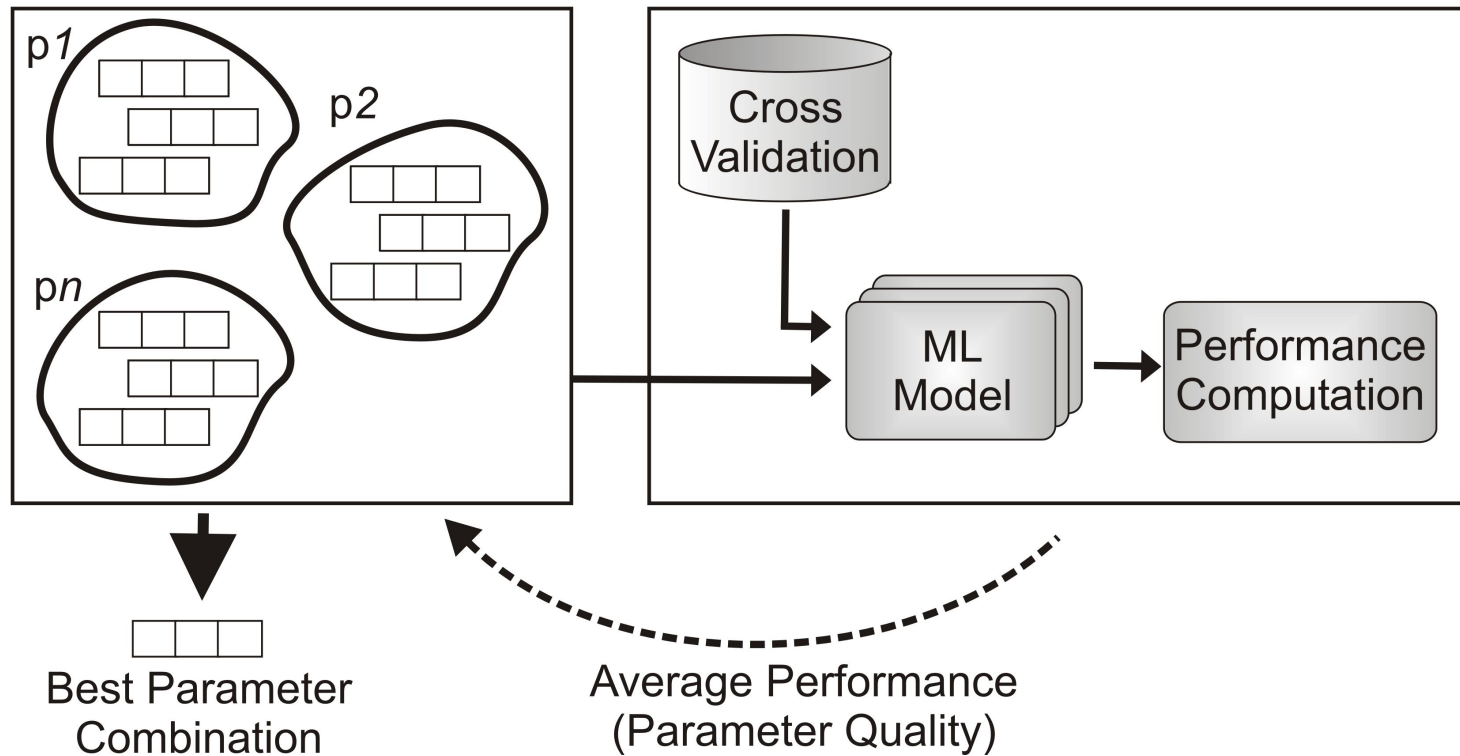 p1
p2
pn
Cross
Validation
ML
Model
Performance
Computation
Best Parameter
Combination
Average Performance
(Parameter Quality)